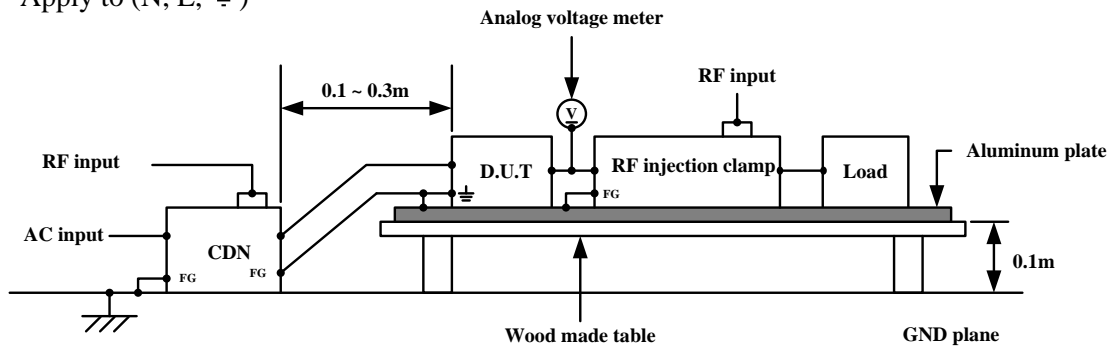 Apply to (N, L, ⏚)
Analog voltage meter
RF input
0.1 ~ 0.3m
V
RF input
D.U.T
RF injection clamp
Load
Aluminum plate
FG
AC input
CDN
FG
FG
0.1m
Wood made table
GND plane